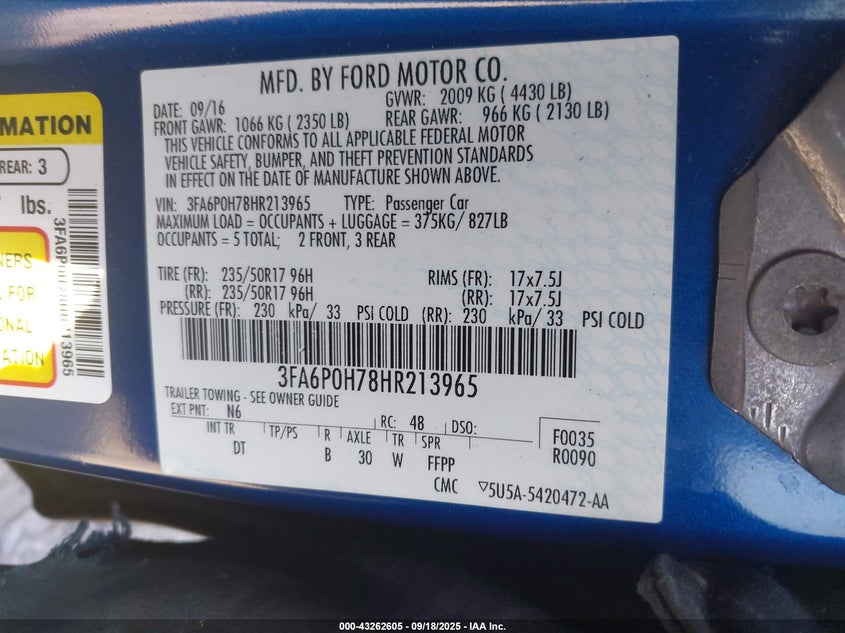 MFD. BY FORD MOTOR CO.
DATE: 09/16 GVWR: 2009 KG ( 4430 LB)
FRONT GAWR: 1066 KG ( 2350 LB) REAR GAWR: 966 KG ( 2130 LB)
THIS VEHICLE CONFORMS TO ALL APPLICABLE FEDERAL MOTOR
VEHICLE SAFETY, BUMPER, AND THEFT PREVENTION STANDARDS
IN EFFECT ON THE DATE OF MANUFACTURE SHOWN ABOVE.
VIN: 3FA6P0H78HR213965 TYPE: Passenger Car
MAXIMUM LOAD = OCCUPANTS + LUGGAGE = 375KG/ 827LB
OCCUPANTS = 5 TOTAL; 2 FRONT, 3 REAR
TIRE (FR): 235/50R17 96H RIMS (FR): 17x7.5J
(RR): 235/50R17 96H (RR): 17x7.5J
PRESSURE (FR): 230 kPa/ 33 PSI COLD (RR): 230 kPa/ 33 PSI COLD
3FA6P0H78HR213965
TRAILER TOWING - SEE OWNER GUIDE
EXT PNT: N6 RC: 48 DSO: F0035
INT TR TP/PS R AXLE TR SPR R0090
DT B 30 W FFPP
CMC 5U5A-5420472-AA
MATION
REAR: 3
lbs.
3FA6P0H78HR213965
NERS
FOR
ONAL
ATION
000-43262605 - 09/18/2025 - IAA Inc.